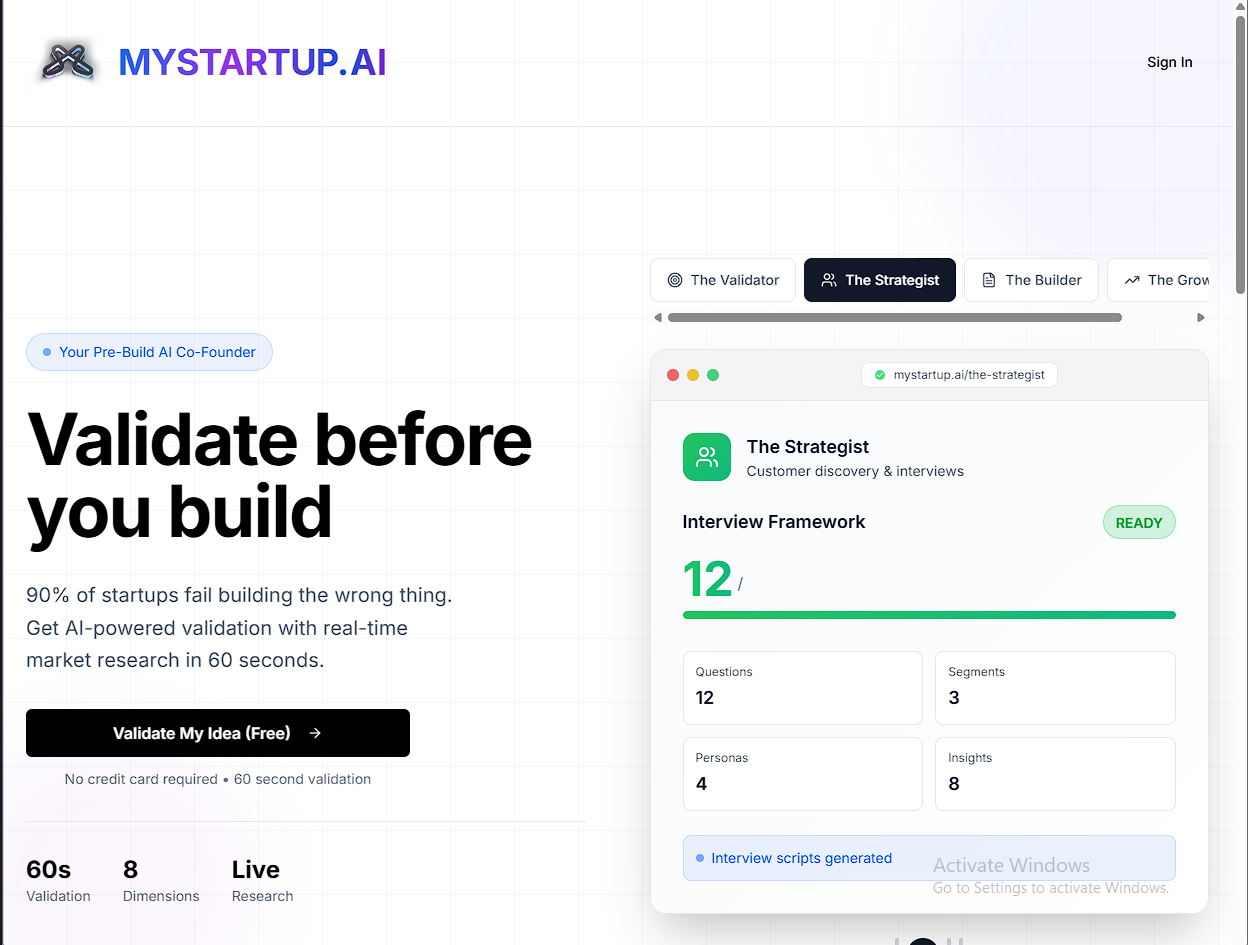 MYSTARTUP.AI
Sign In
Your Pre-Build AI Co-Founder
Validate before
you build
90% of startups fail building the wrong thing.
Get AI-powered validation with real-time
market research in 60 seconds.
Validate My Idea (Free) →
No credit card required • 60 second validation
60s
Validation
8
Dimensions
Live
Research
The Validator
The Strategist
The Builder
The Grow
mystartup.ai/the-strategist
The Strategist
Customer discovery & interviews
Interview Framework
READY
12 /
Questions
12
Segments
3
Personas
4
Insights
8
Interview scripts generated
Activate Windows
Go to Settings to activate Windows.